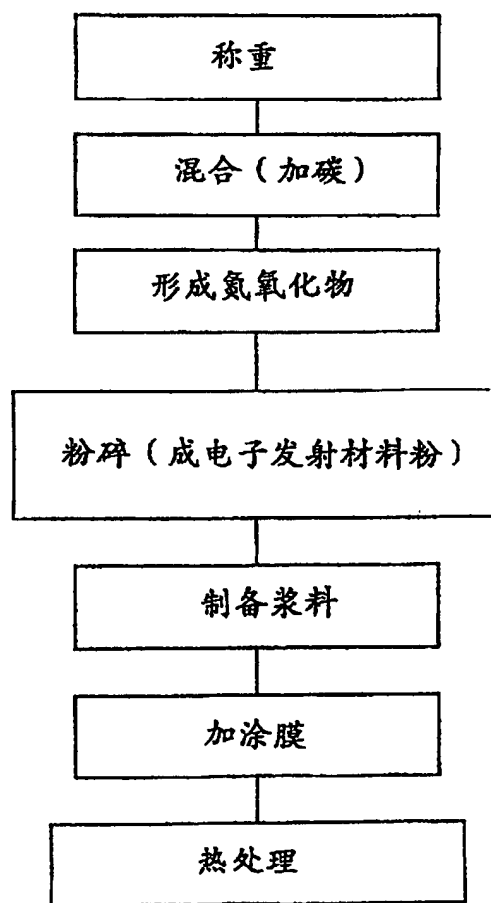 称重
混合（加碳）
形成氮氧化物
粉碎（成电子发射材料粉）
制备浆料
加涂膜
热处理